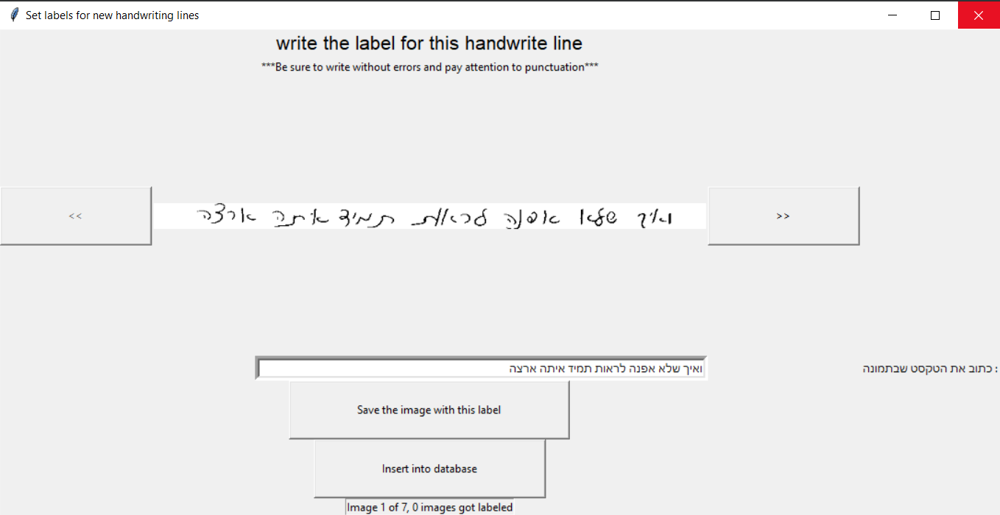 Set labels for new handwriting lines
write the label for this handwrite line
***Be sure to write without errors and pay attention to punctuation***
<<
ואיך שלא אפנה לראות תמיד איתה ארצה
>>
ואיך שלא אפנה לראות תמיד איתה ארצה
כתוב את הטקסט שבתמונה :
Save the image with this label
Insert into database
Image 1 of 7, 0 images got labeled